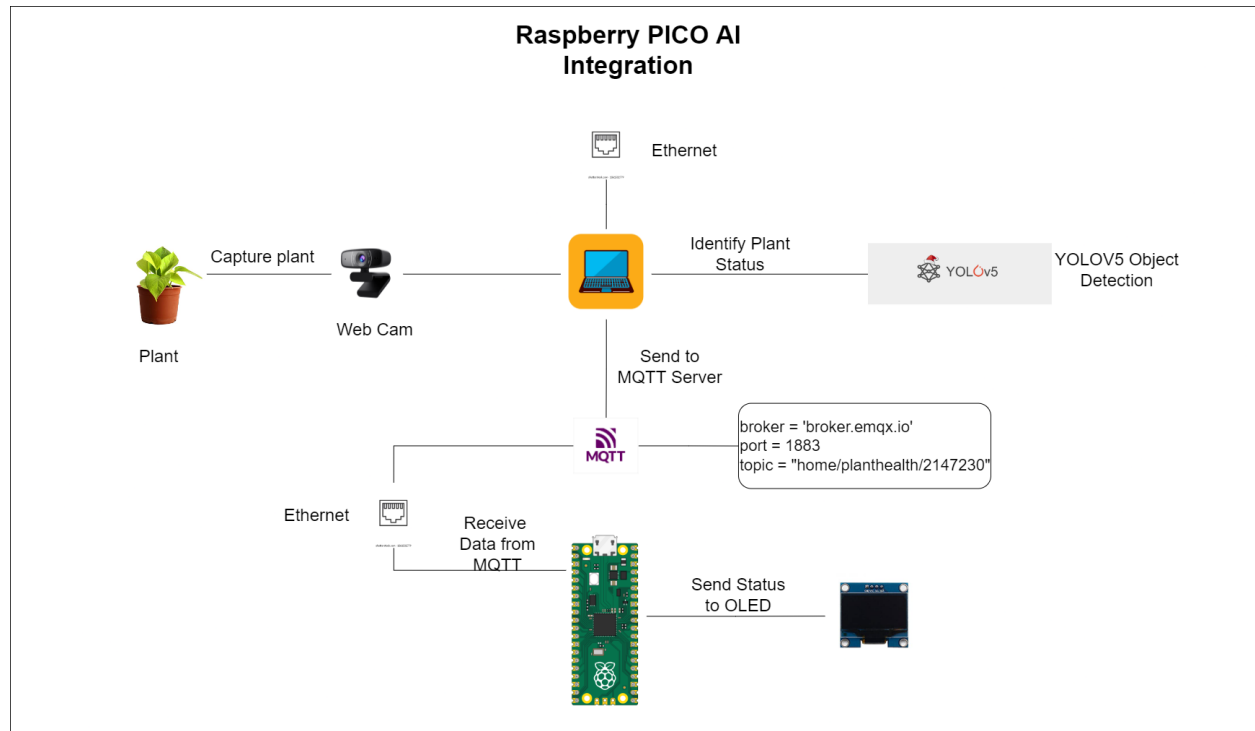 Raspberry PICO AI
Integration
Ethernet
Capture plant
Identify Plant
Status
YOLOv5
YOLOV5 Object
Detection
Plant
Web Cam
Send to
MQTT Server
MQTT
broker = 'broker.emqx.io'
port = 1883
topic = "home/planthealth/2147230"
Ethernet
Receive
Data from
MQTT
Send Status
to OLED